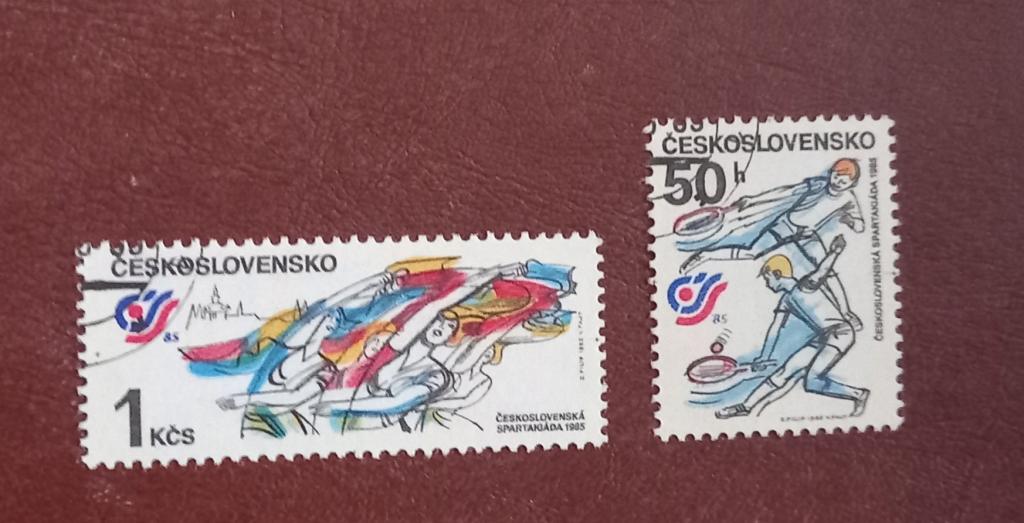 ČESKOSLOVENSKO
85
1 KČS
ČESKOSLOVENSKÁ
SPARTAKIÁDA 1985
ČESKOSLOVENSKO
50 h
ČESKOSLOVENSKÁ SPARTAKIÁDA 1985
85